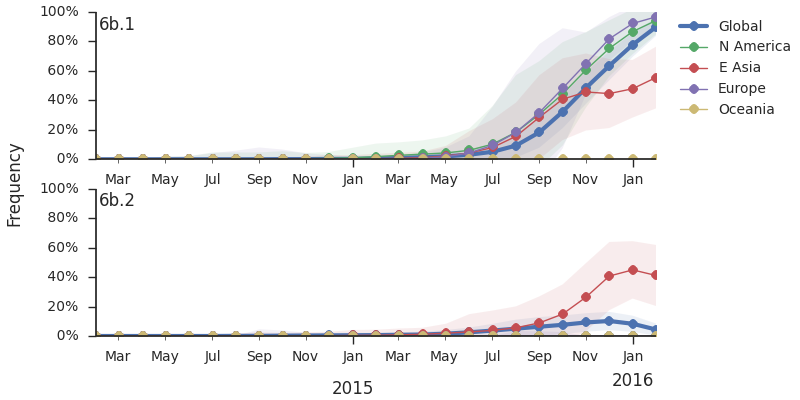 100%
80%
60%
40%
20%
0%
6b.1
Mar May Jul Sep Nov Jan Mar May Jul Sep Nov Jan
Global
N America
E Asia
Europe
Oceania
Frequency
100%
80%
60%
40%
20%
0%
6b.2
Mar May Jul Sep Nov Jan Mar May Jul Sep Nov Jan
2015 2016